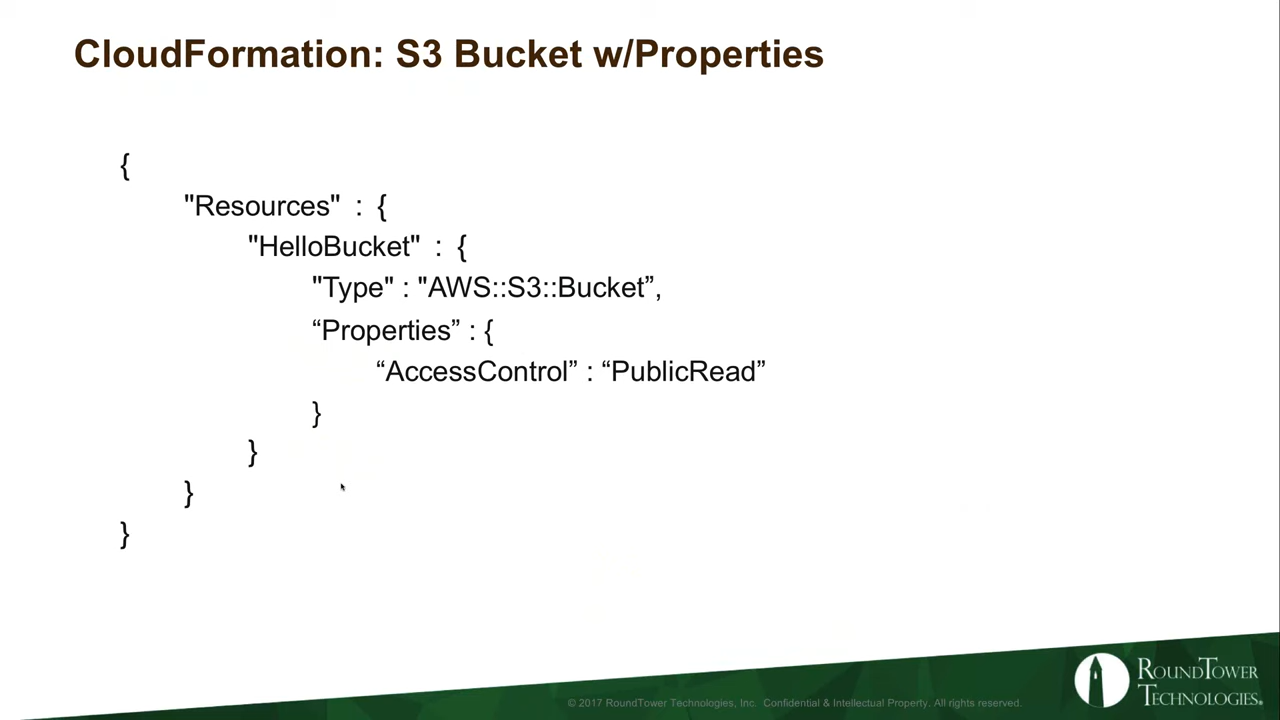 CloudFormation: S3 Bucket w/Properties
{
"Resources" : {
"HelloBucket" : {
"Type" : "AWS::S3::Bucket”,
“Properties” : {
“AccessControl” : “PublicRead”
}
}
}
}
© 2017 RoundTower Technologies, Inc. Confidential & Intellectual Property. All rights reserved.
ROUNDTOWER
TECHNOLOGIES®